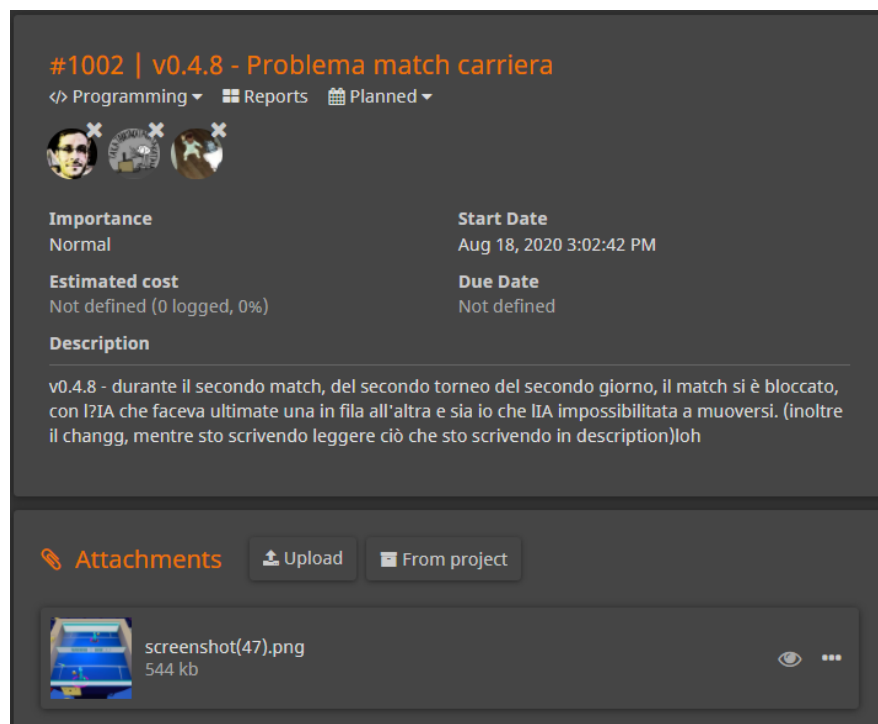 #1002 | v0.4.8 - Problema match carriera
Programming Reports Planned
Importance
Normal
Start Date
Aug 18, 2020 3:02:42 PM
Estimated cost
Not defined (0 logged, 0%)
Due Date
Not defined
Description
v0.4.8 - durante il secondo match, del secondo torneo del secondo giorno, il match si è bloccato,
con l?IA che faceva ultimate una in fila all'altra e sia io che lIA impossibilitata a muoversi. (inoltre
il changg, mentre sto scrivendo leggere ciò che sto scrivendo in description)loh
Attachments Upload From project
screenshot(47).png
544 kb